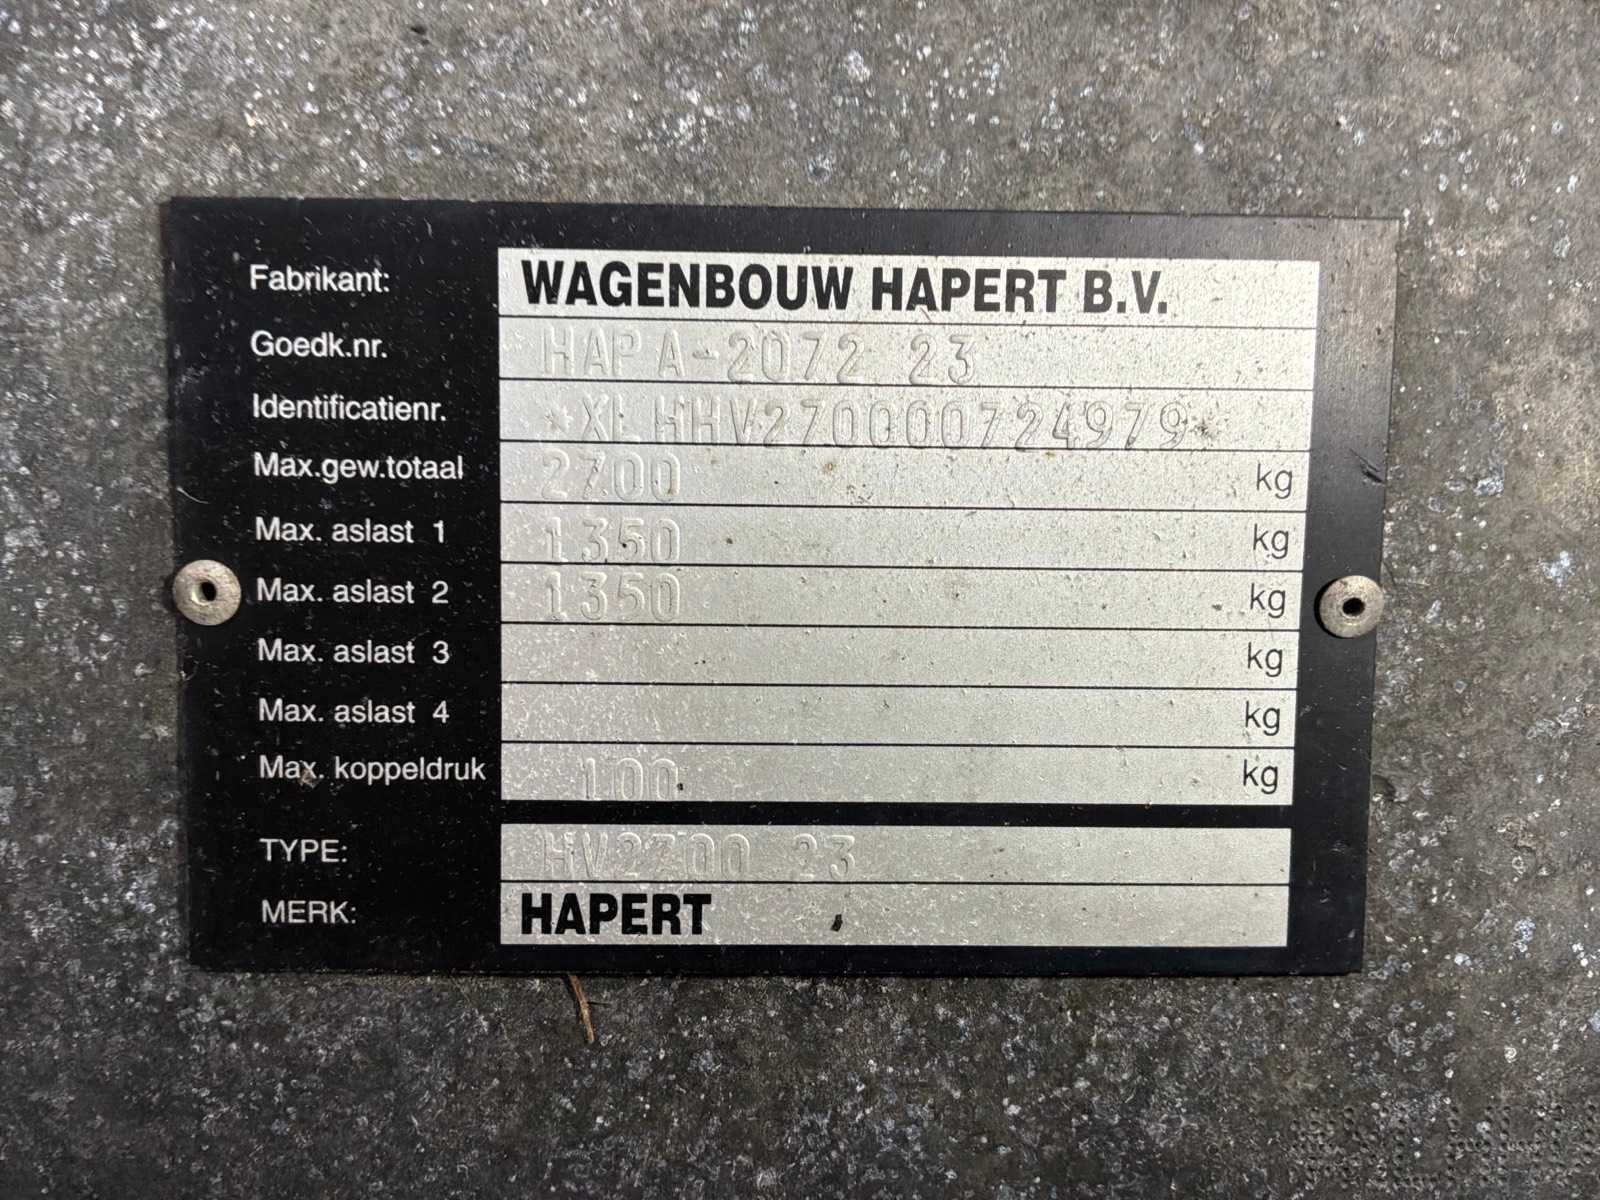 Fabrikant: WAGENBOUW HAPERT B.V.
Goedk.nr. HAPA-2072 23
Identificatienr. *XLHHV270000724979*
Max.gew.totaal 2700 kg
Max. aslast 1 1350 kg
Max. aslast 2 1350 kg
Max. aslast 3 kg
Max. aslast 4 kg
Max. koppeldruk 100 kg
TYPE: HV2700 23
MERK: HAPERT